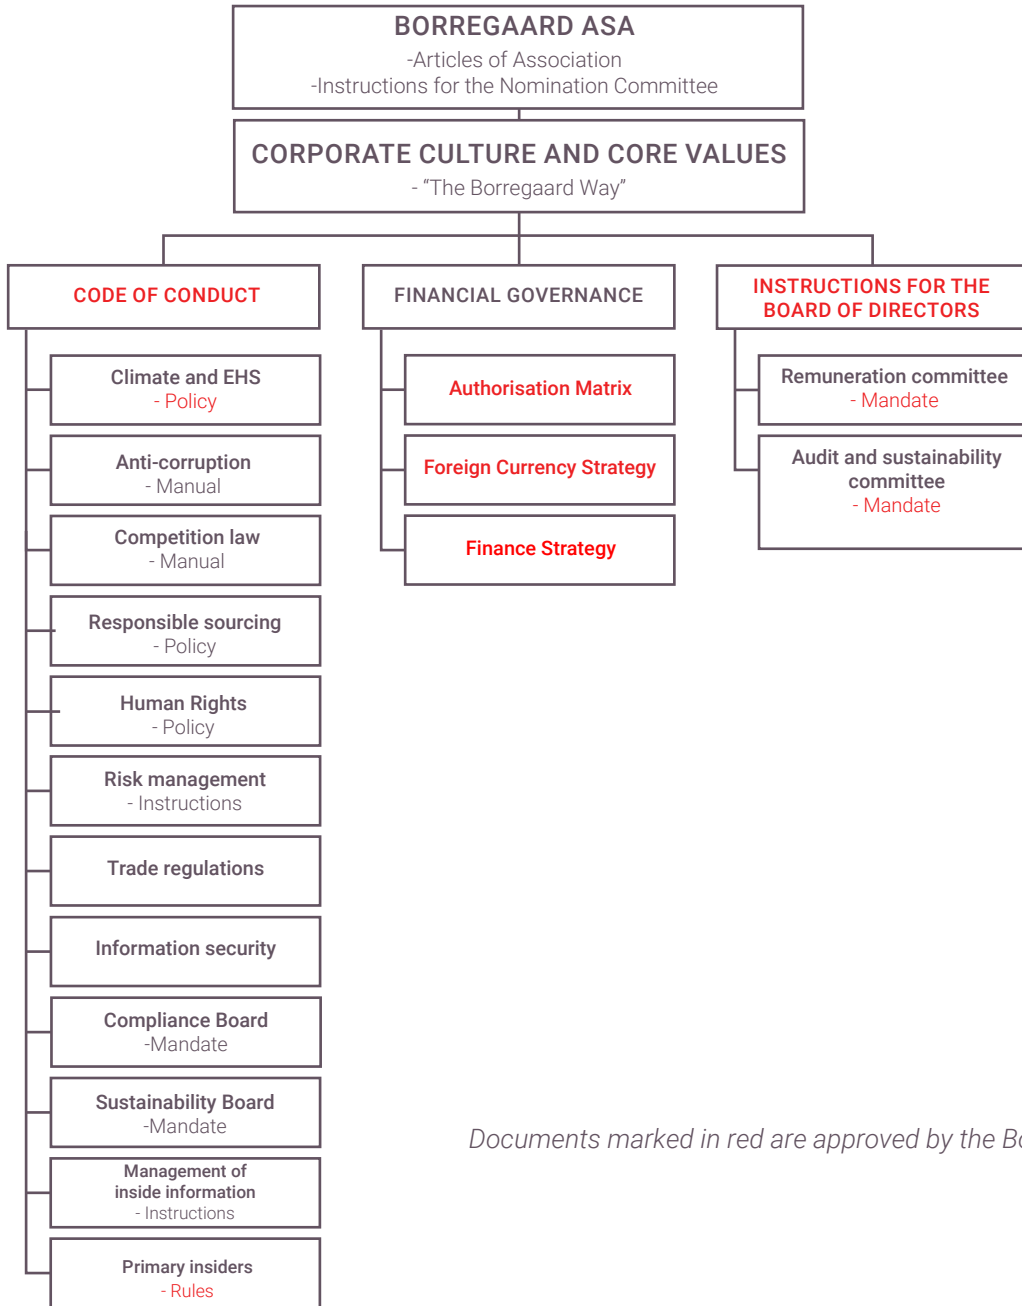 BORREGAARD ASA
-Articles of Association
-Instructions for the Nomination Committee
CORPORATE CULTURE AND CORE VALUES
- “The Borregaard Way”
CODE OF CONDUCT
Climate and EHS
- Policy
Anti-corruption
- Manual
Competition law
- Manual
Responsible sourcing
- Policy
Human Rights
- Policy
Risk management
- Instructions
Trade regulations
Information security
Compliance Board
-Mandate
Sustainability Board
-Mandate
Management of
inside information
- Instructions
Primary insiders
- Rules
FINANCIAL GOVERNANCE
Authorisation Matrix
Foreign Currency Strategy
Finance Strategy
INSTRUCTIONS FOR THE
BOARD OF DIRECTORS
Remuneration committee
- Mandate
Audit and sustainability
committee
- Mandate
Documents marked in red are approved by the